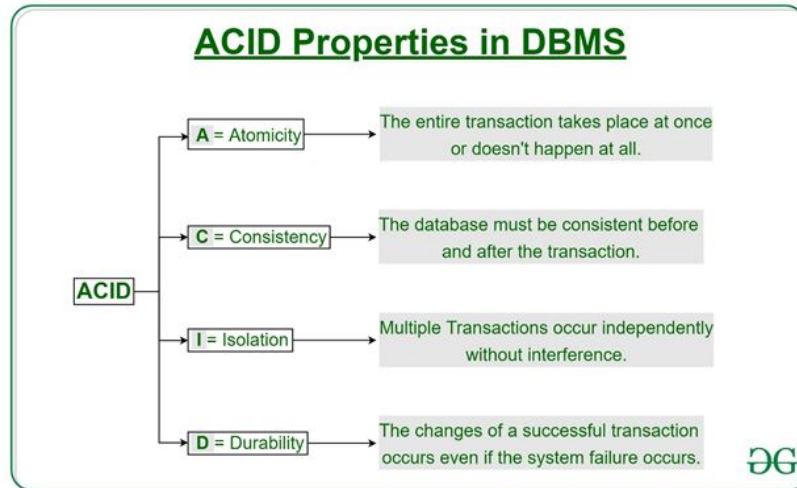 ACID Properties in DBMS
A = Atomicity
The entire transaction takes place at once
or doesn't happen at all.
C = Consistency
The database must be consistent before
and after the transaction.
ACID
I = Isolation
Multiple Transactions occur independently
without interference.
D = Durability
The changes of a successful transaction
occurs even if the system failure occurs.